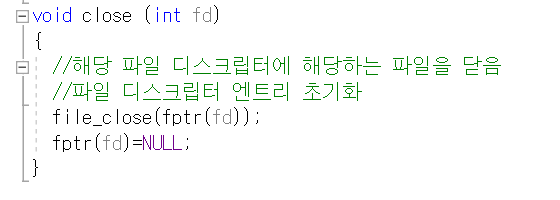 void close (int fd)
{
//해당 파일 디스크립터에 해당하는 파일을 닫음
//파일 디스크립터 엔트리 초기화
file_close(fptr(fd));
fptr(fd)=NULL;
}